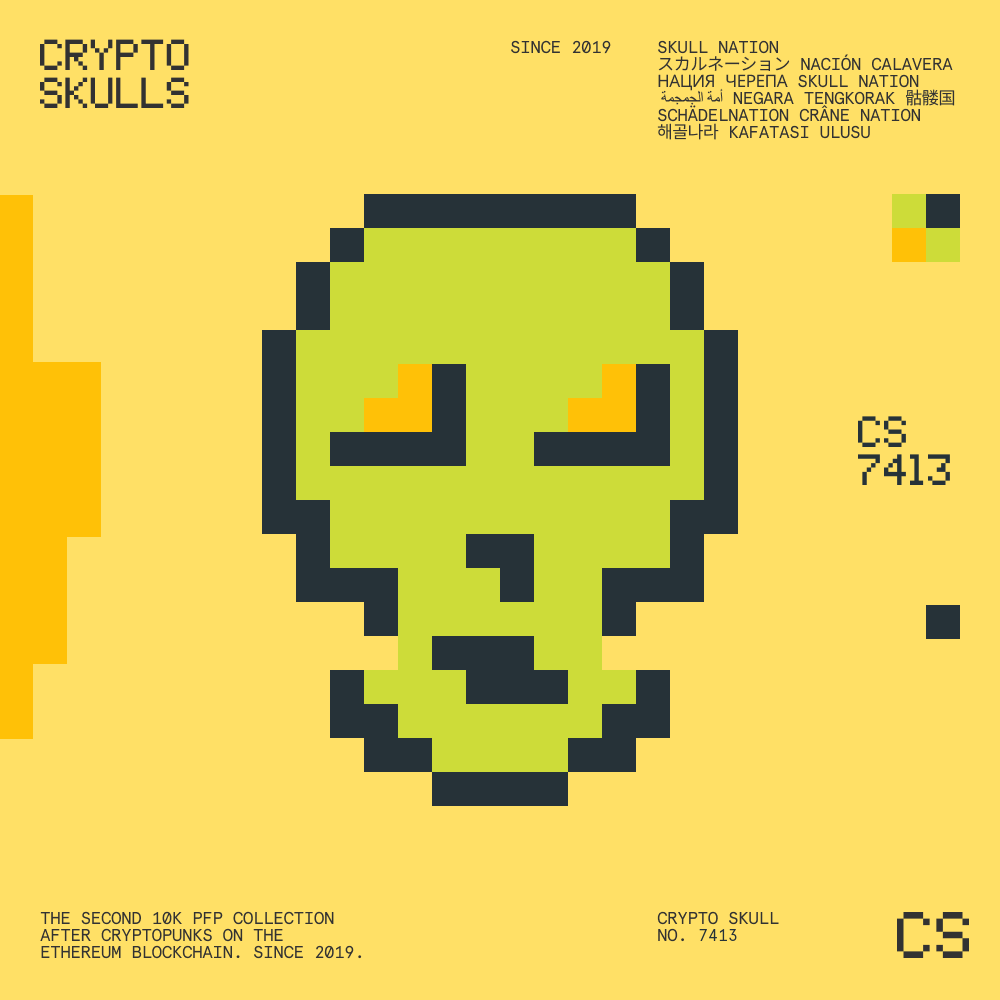 CRYPTO
SKULLS
SINCE 2019
SKULL NATION
スカルネーション NACIÓN CALAVERA
НАЦИЯ ЧЕРЕПА SKULL NATION
أمة الجمجمة NEGARA TENGKORAK 骷髅国
SCHÄDELNATION CRÂNE NATION
해골나라 KAFATASI ULUSU
CS
7413
THE SECOND 10K PFP COLLECTION
AFTER CRYPTOPUNKS ON THE
ETHEREUM BLOCKCHAIN. SINCE 2019.
CRYPTO SKULL
NO. 7413
CS